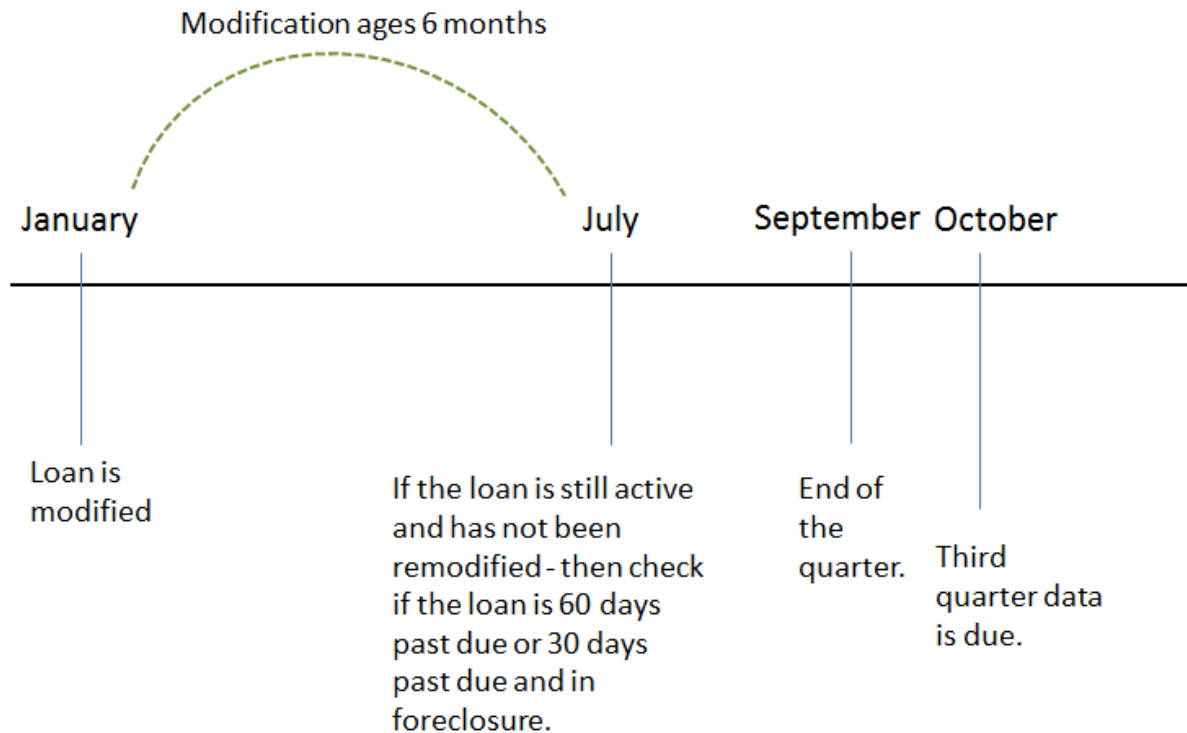 Modification ages 6 months
January
July
September
October
Loan is
modified
If the loan is still active
and has not been
remodified - then check
if the loan is 60 days
past due or 30 days
past due and in
foreclosure.
End of
the
quarter.
Third
quarter data
is due.